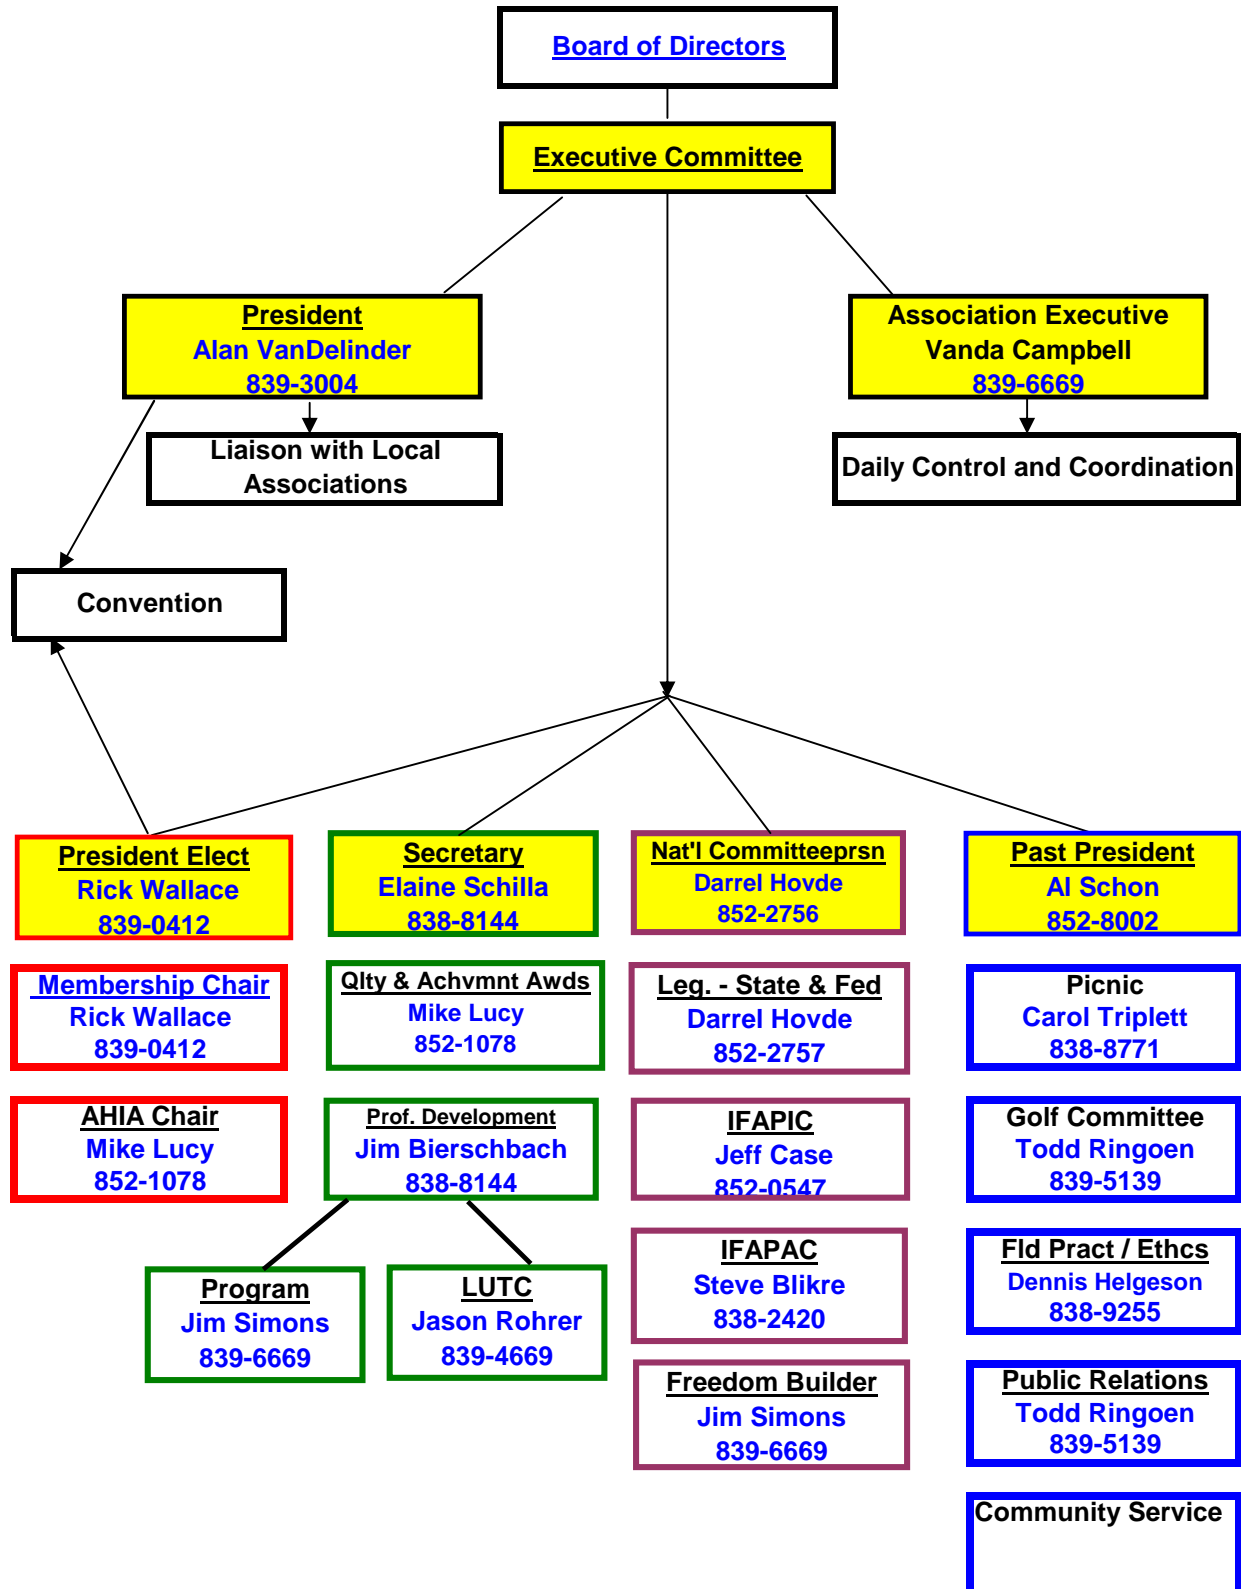 Board of Directors
Executive Committee
President
Alan VanDelinder
839-3004
Association Executive
Vanda Campbell
839-6669
Liaison with Local
Associations
Daily Control and Coordination
Convention
President Elect
Rick Wallace
839-0412
Secretary
Elaine Schilla
838-8144
Nat'l Committeeprsn
Darrel Hovde
852-2756
Past President
Al Schon
852-8002
Membership Chair
Rick Wallace
839-0412
Qlty & Achvmnt Awds
Mike Lucy
852-1078
Leg. - State & Fed
Darrel Hovde
852-2757
Picnic
Carol Triplett
838-8771
AHIA Chair
Mike Lucy
852-1078
Prof. Development
Jim Bierschbach
838-8144
IFAPIC
Jeff Case
852-0547
Golf Committee
Todd Ringoen
839-5139
Program
Jim Simons
839-6669
LUTC
Jason Rohrer
839-4669
IFAPAC
Steve Blikre
838-2420
Fld Pract / Ethcs
Dennis Helgeson
838-9255
Freedom Builder
Jim Simons
839-6669
Public Relations
Todd Ringoen
839-5139
Community Service